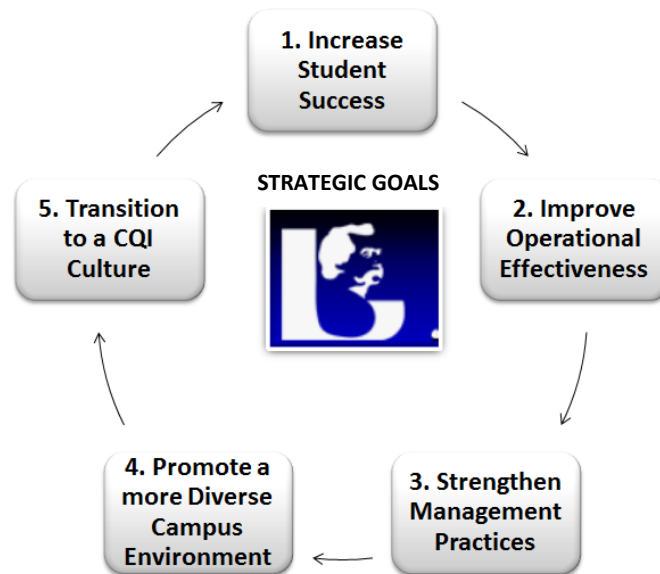 1. Increase
Student
Success
STRATEGIC GOALS
5. Transition
to a CQI
Culture
2. Improve
Operational
Effectiveness
4. Promote a
more Diverse
Campus
Environment
3. Strengthen
Management
Practices